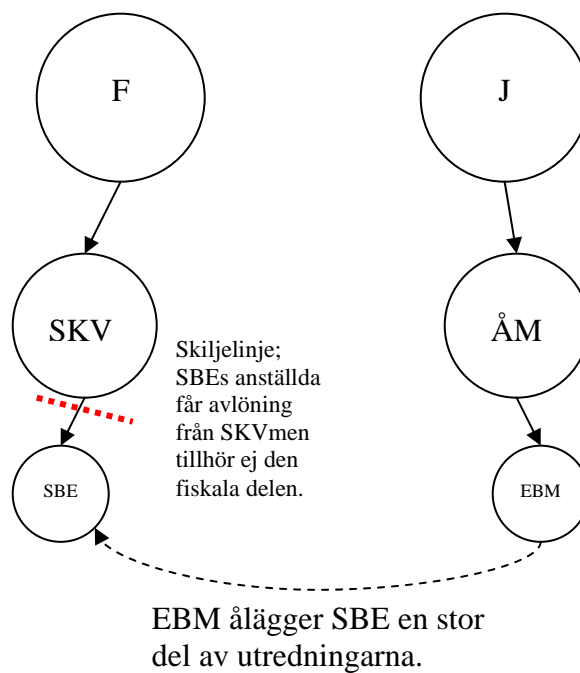 F
J
SKV
ÅM
Skiljelinje;
SBEs anställda
får avlöning
från SKVmen
tillhör ej den
fiskala delen.
SBE
EBM
EBM ålägger SBE en stor
del av utredningarna.